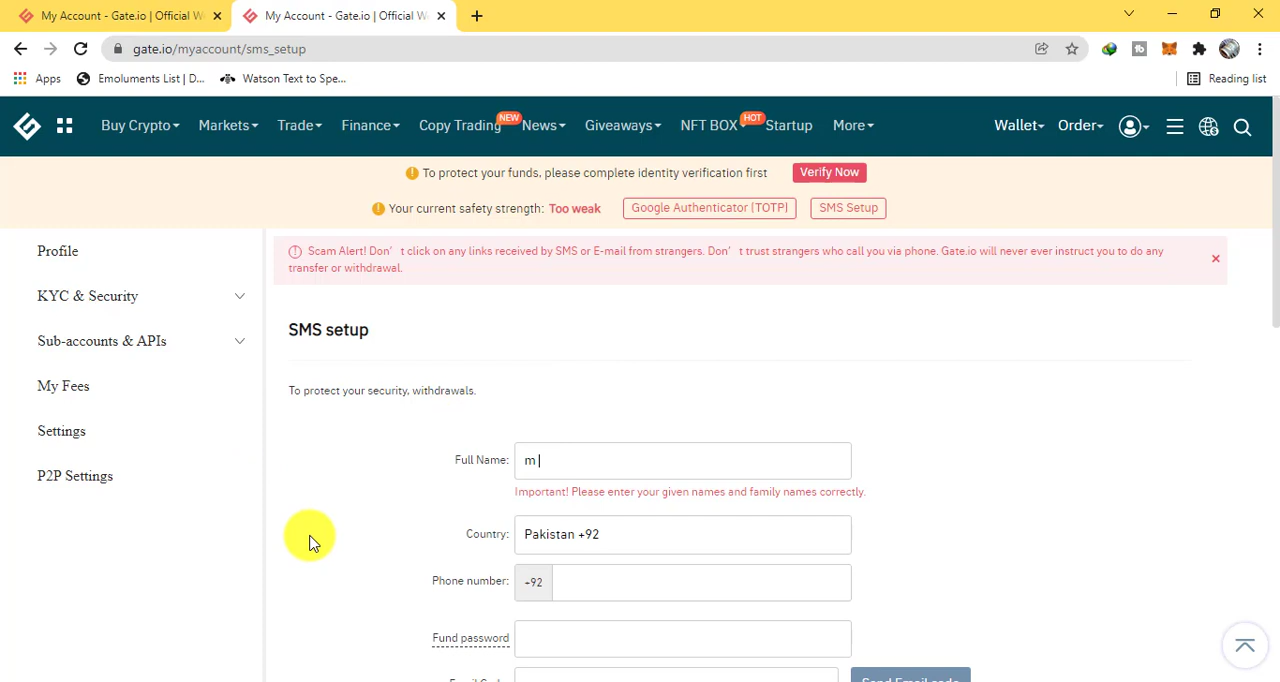 My Account - Gate.io | Official W
My Account - Gate.io | Official W
gate.io/myaccount/sms_setup
Apps
Emoluments List | D...
Watson Text to Spe...
Reading list
Buy Crypto
Markets
Trade
Finance
Copy Trading
NEW
News
Giveaways
NFT BOX
HOT
Startup
More
Wallet
Order
To protect your funds, please complete identity verification first
Verify Now
Your current safety strength: Too weak
Google Authenticator (TOTP)
SMS Setup
Profile
KYC & Security
Sub-accounts & APIs
My Fees
Settings
P2P Settings
Scam Alert! Don' t click on any links received by SMS or E-mail from strangers. Don' t trust strangers who call you via phone. Gate.io will never ever instruct you to do any
transfer or withdrawal.
SMS setup
To protect your security, withdrawals.
Full Name: m
Important! Please enter your given names and family names correctly.
Country: Pakistan +92
Phone number: +92
Fund password
Email Code
Send Email code